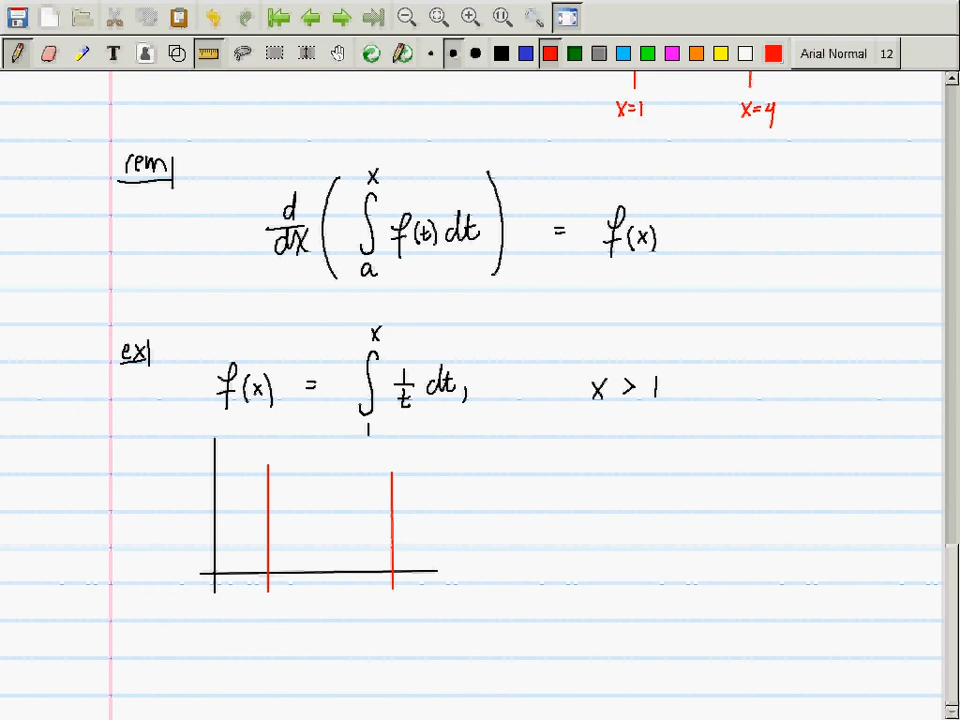 T Arial Normal 12
x=1 x=4
rem
d/dx ( ∫_a^x f(t) dt ) = f(x)
ex
f(x) = ∫_1^x 1/t dt, x > 1